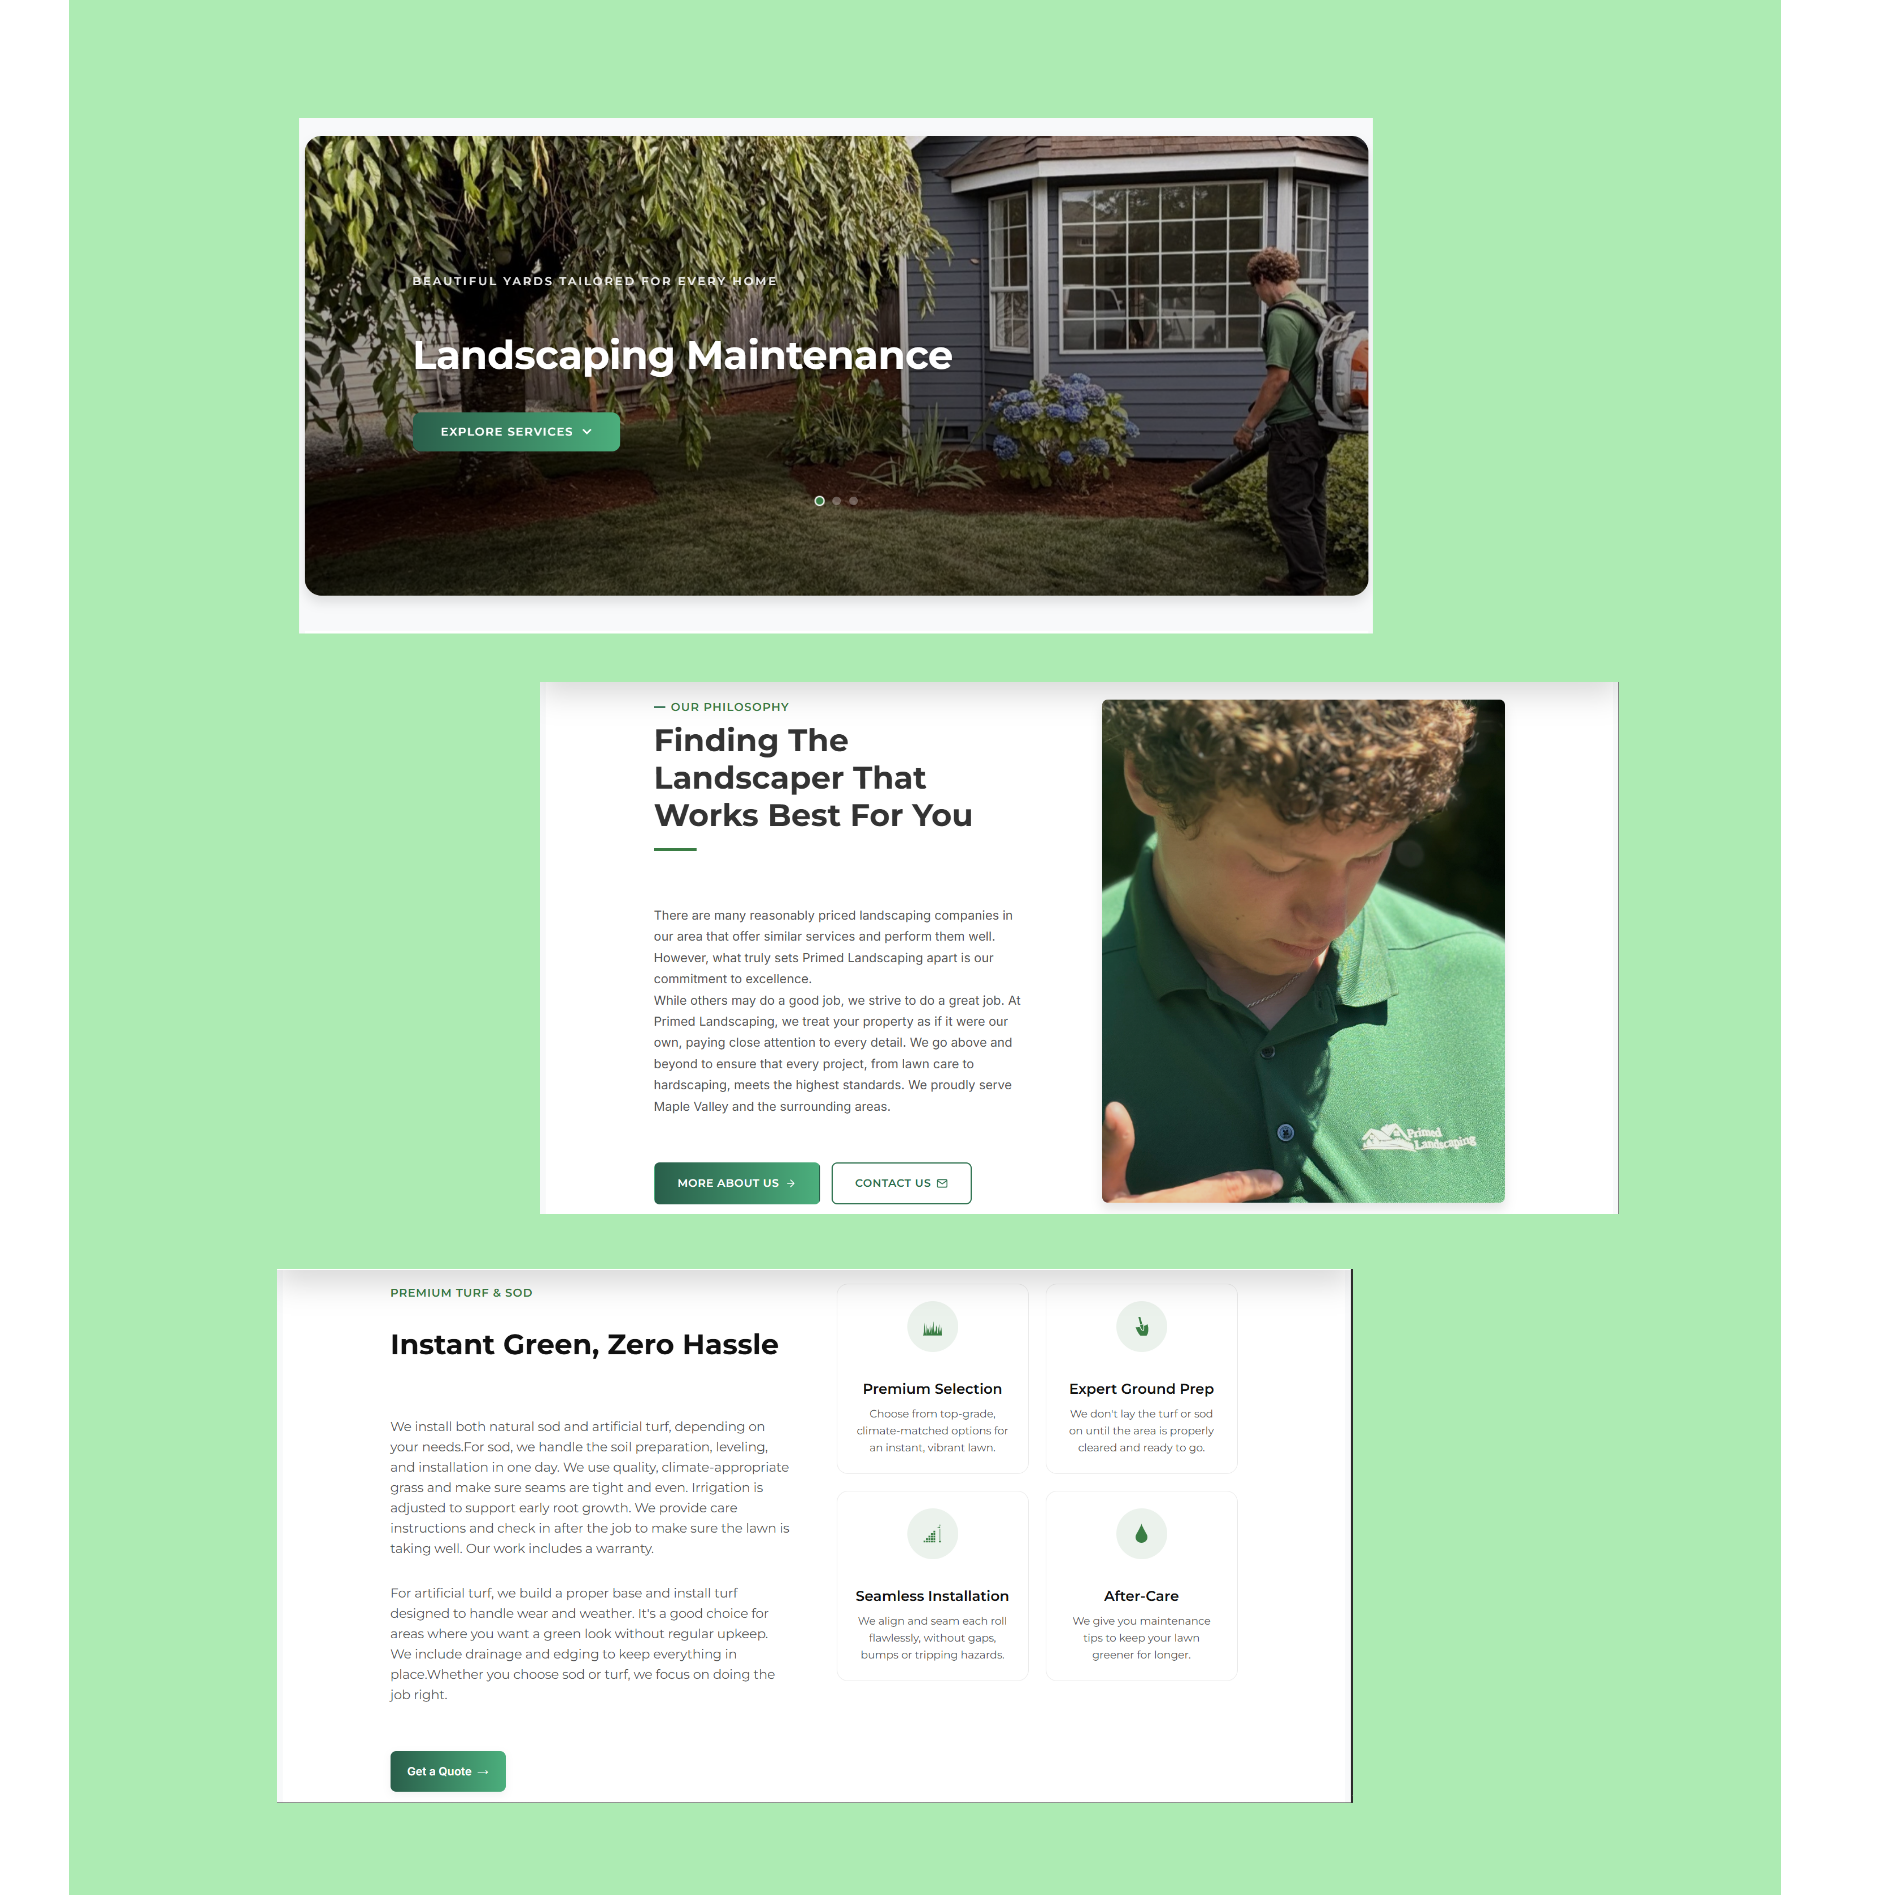 BEAUTIFUL YARDS TAILORED FOR EVERY HOME
Landscaping Maintenance
EXPLORE SERVICES
— OUR PHILOSOPHY
Finding The
Landscaper That
Works Best For You
There are many reasonably priced landscaping companies in
our area that offer similar services and perform them well.
However, what truly sets Primed Landscaping apart is our
commitment to excellence.
While others may do a good job, we strive to do a great job. At
Primed Landscaping, we treat your property as if it were our
own, paying close attention to every detail. We go above and
beyond to ensure that every project, from lawn care to
hardscaping, meets the highest standards. We proudly serve
Maple Valley and the surrounding areas.
MORE ABOUT US →
CONTACT US
Primed
Landscaping
PREMIUM TURF & SOD
Instant Green, Zero Hassle
We install both natural sod and artificial turf, depending on
your needs.For sod, we handle the soil preparation, leveling,
and installation in one day. We use quality, climate-appropriate
grass and make sure seams are tight and even. Irrigation is
adjusted to support early root growth. We provide care
instructions and check in after the job to make sure the lawn is
taking well. Our work includes a warranty.
For artificial turf, we build a proper base and install turf
designed to handle wear and weather. It's a good choice for
areas where you want a green look without regular upkeep.
We include drainage and edging to keep everything in
place.Whether you choose sod or turf, we focus on doing the
job right.
Get a Quote →
Premium Selection
Choose from top-grade,
climate-matched options for
an instant, vibrant lawn.
Expert Ground Prep
We don't lay the turf or sod
on until the area is properly
cleared and ready to go.
Seamless Installation
We align and seam each roll
flawlessly, without gaps,
bumps or tripping hazards.
After-Care
We give you maintenance
tips to keep your lawn
greener for longer.